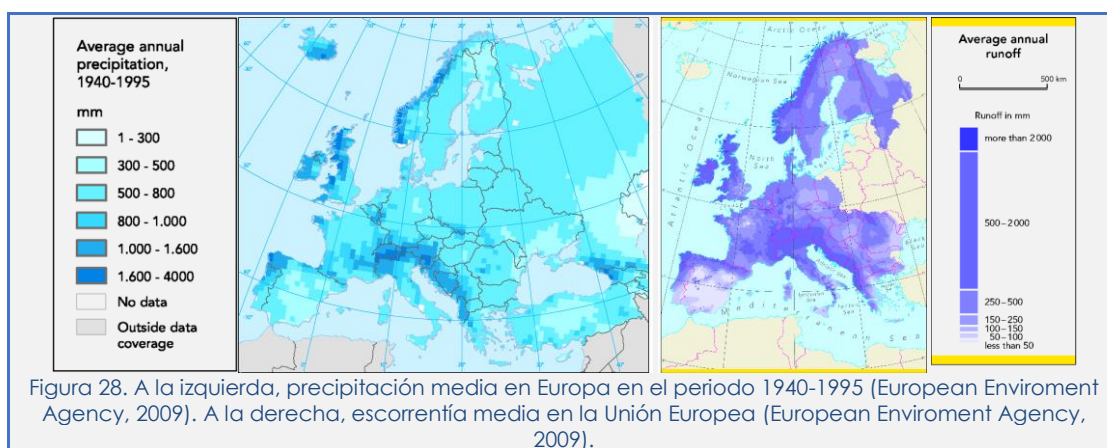 Average annual
precipitation,
1940-1995
mm
1 - 300
300 - 500
500 - 800
800 - 1.000
1.000 - 1.600
1.600 - 4000
No data
Outside data
coverage
Arctic Ocean
Norwegian Sea
North
Sea
Atlantic Ocean
Mediterranean Sea
Average annual
runoff
0 500 km
Runoff in mm
more than 2000
500–2000
250–500
150–250
100–150
50–100
less than 50
Figura 28. A la izquierda, precipitación media en Europa en el periodo 1940-1995 (European Enviroment
Agency, 2009). A la derecha, escorrentía media en la Unión Europea (European Enviroment Agency,
2009).